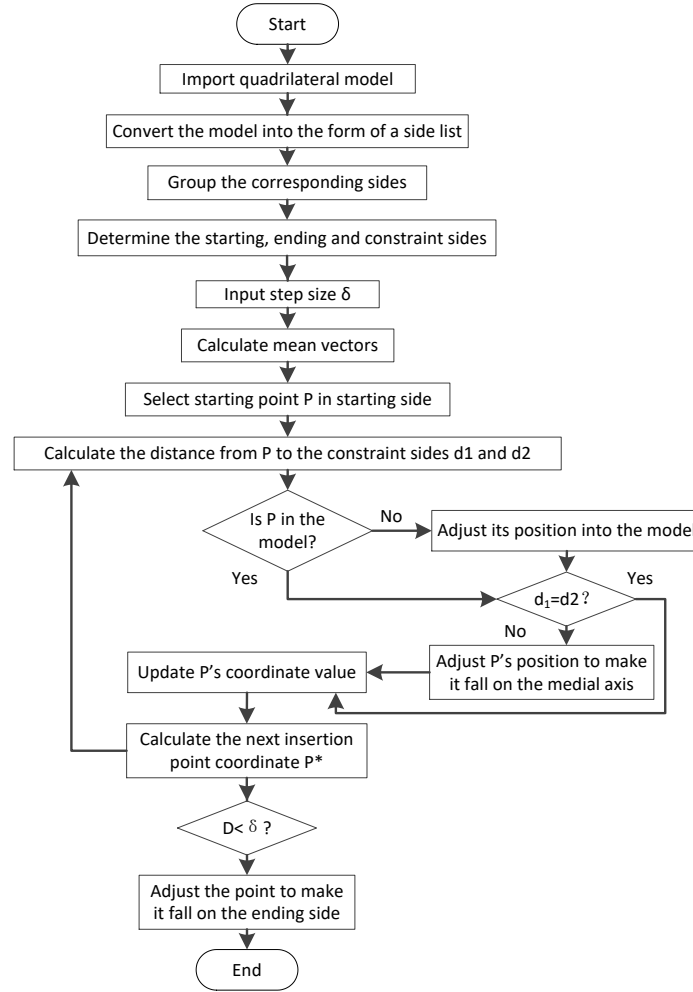 Start
Import quadrilateral model
Convert the model into the form of a side list
Group the corresponding sides
Determine the starting, ending and constraint sides
Input step size δ
Calculate mean vectors
Select starting point P in starting side
Calculate the distance from P to the constraint sides d1 and d2
Is P in the
model?
No
Adjust its position into the model
Yes
Yes
d₁=d2？
No
Adjust P’s position to make
it fall on the medial axis
Update P’s coordinate value
Calculate the next insertion
point coordinate P*
D< δ ?
Adjust the point to make
it fall on the ending side
End